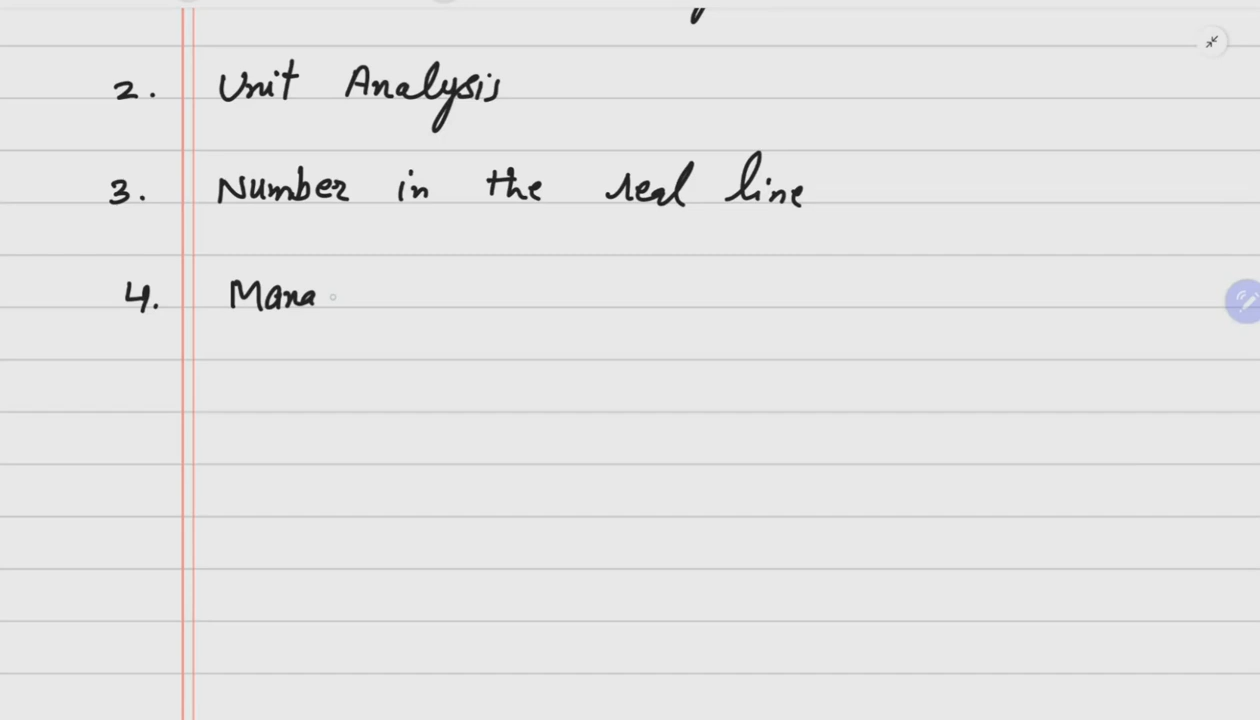 2. Unit Analysis
3. Number in the real line
4. Mana